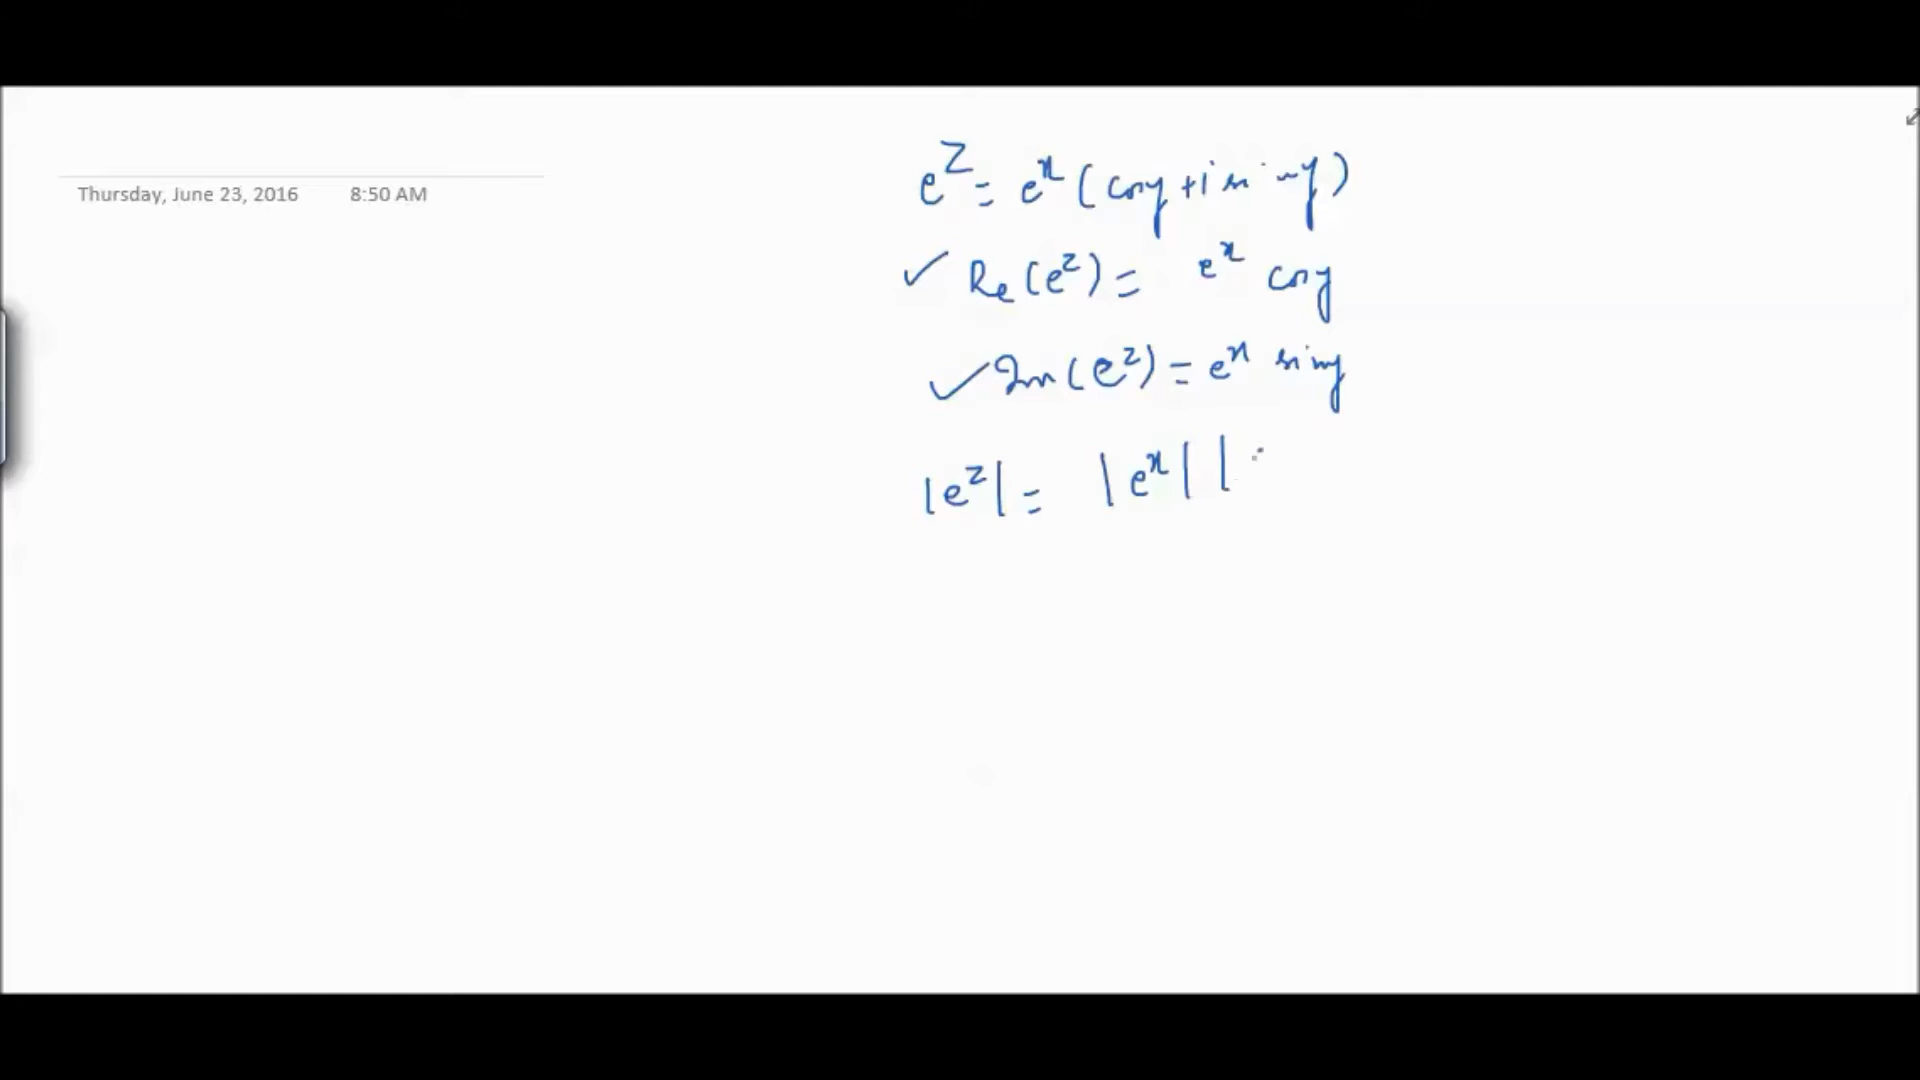 Thursday, June 23, 2016 8:50 AM
e^z = e^x (cos y + i sin y)
✓ Re(e^z) = e^x cos y
✓ Im(e^z) = e^x sin y
|e^z| = |e^x| |